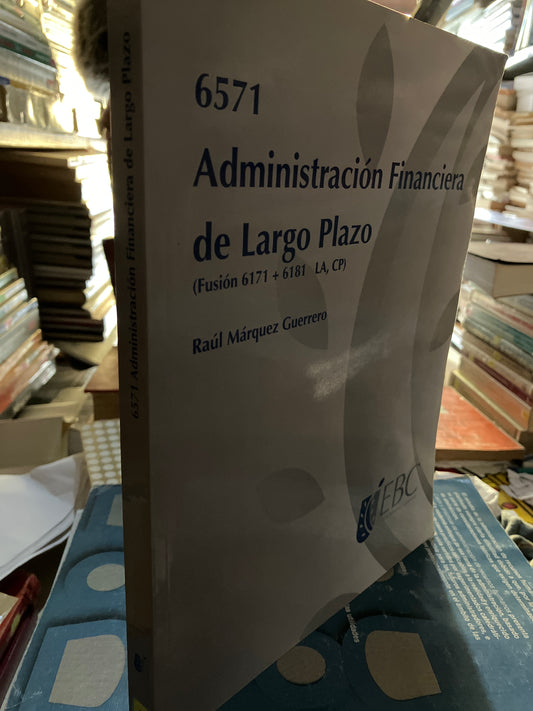 6571
Administración Financiera
de Largo Plazo
(Fusión 6171 + 6181 LA, CP)
Raúl Márquez Guerrero
EBC
6571 Administración Financiera de Largo Plazo